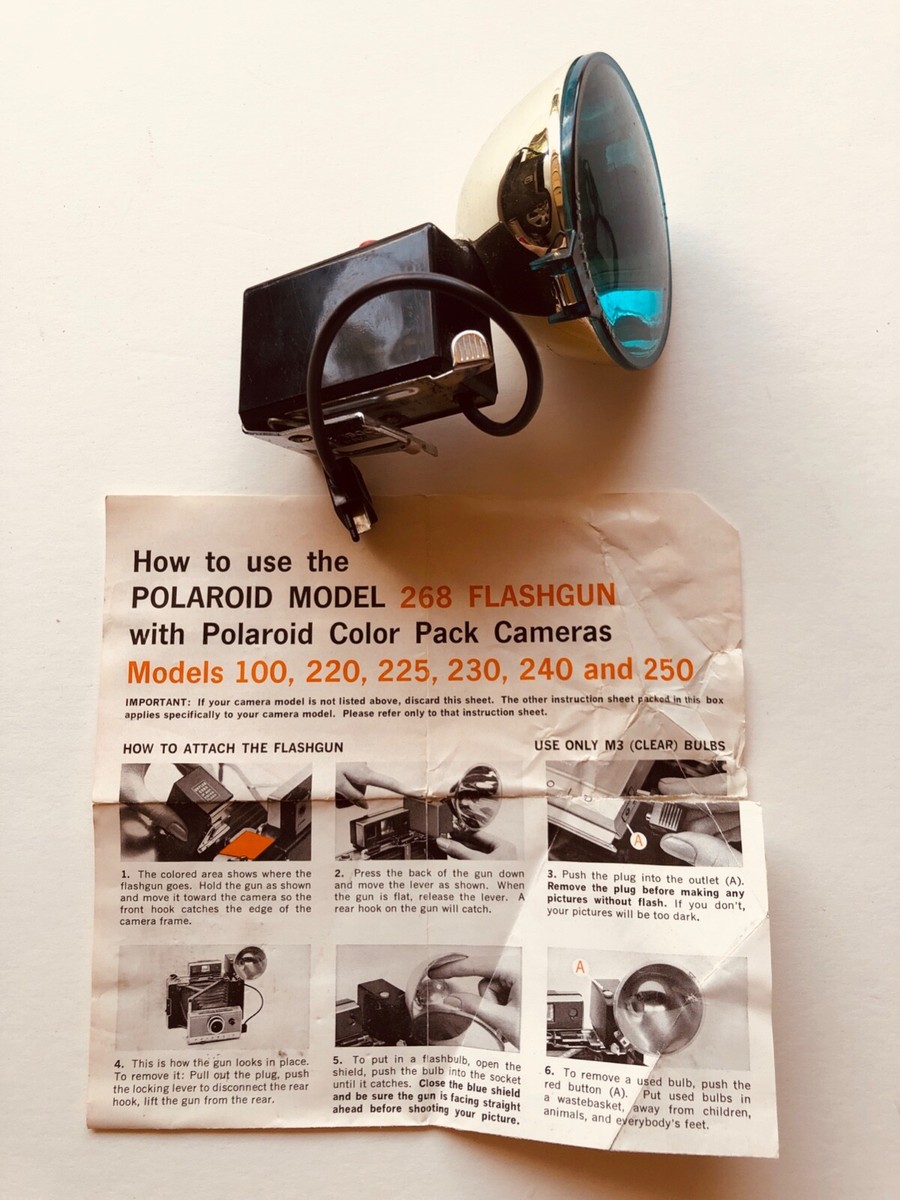 How to use the
POLAROID MODEL 268 FLASHGUN
with Polaroid Color Pack Cameras
Models 100, 220, 225, 230, 240 and 250
IMPORTANT: If your camera model is not listed above, discard this sheet. The other instruction sheet packed in this box
applies specifically to your camera model. Please refer only to that instruction sheet.
HOW TO ATTACH THE FLASHGUN
USE ONLY M3 (CLEAR) BULBS
A
1. The colored area shows where the
flashgun goes. Hold the gun as shown
and move it toward the camera so the
front hook catches the edge of the
camera frame.
2. Press the back of the gun down
and move the lever as shown. When
the gun is flat, release the lever. A
rear hook on the gun will catch.
3. Push the plug into the outlet (A).
Remove the plug before making any
pictures without flash. If you don't,
your pictures will be too dark.
A
4. This is how the gun looks in place.
To remove it: Pull out the plug, push
the locking lever to disconnect the rear
hook, lift the gun from the rear.
5. To put in a flashbulb, open the
shield, push the bulb into the socket
until it catches. Close the blue shield
and be sure the gun is facing straight
ahead before shooting your picture.
6. To remove a used bulb, push the
red button (A). Put used bulbs in
a wastebasket, away from children,
animals, and everybody's feet.